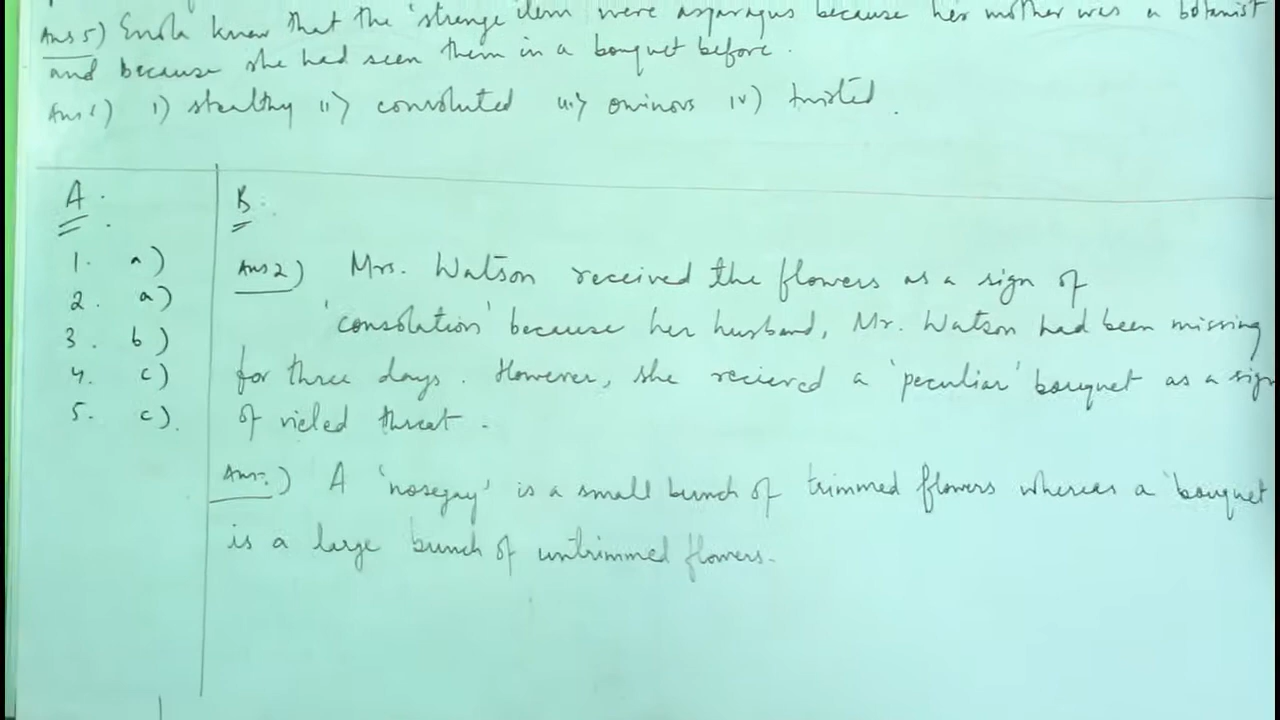 Ans 5) Enola knew that the 'strange item were asparagus because her mother was a botanist
and because she had seen them in a bouquet before.
Ans 1) i) stealthy ii) convoluted iii) ominous iv) twisted.
A.
1. a)
2. a)
3. b)
4. c)
5. c).
B.
Ans 2) Mrs. Watson received the flowers as a sign of
'consolation' because her husband, Mr. Watson had been missing
for three days. However, she recieved a 'peculiar' bouquet as a sign
of vieled threat.
Ans.) A 'nosegay' is a small bunch of trimmed flowers whereas a 'bouquet
is a large bunch of untrimmed flowers.